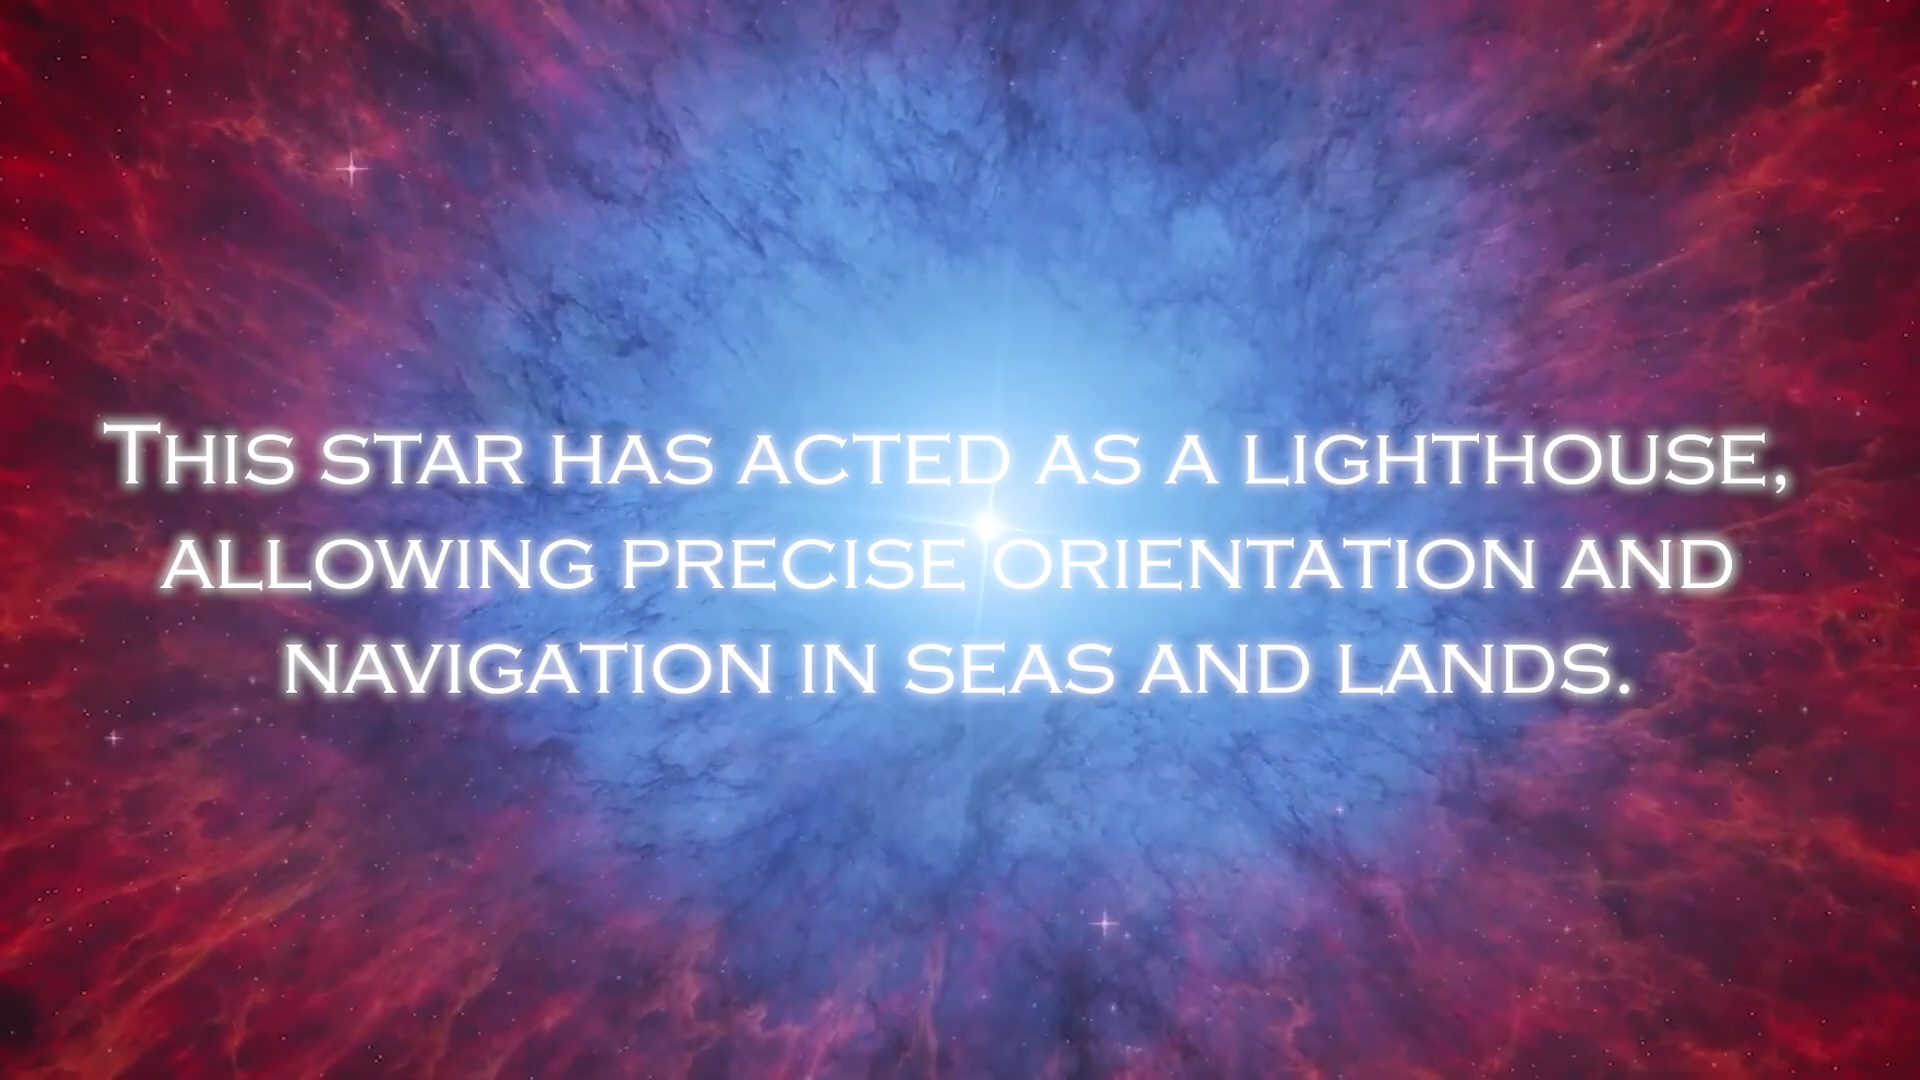 This star has acted as a lighthouse,
allowing precise orientation and
navigation in seas and lands.